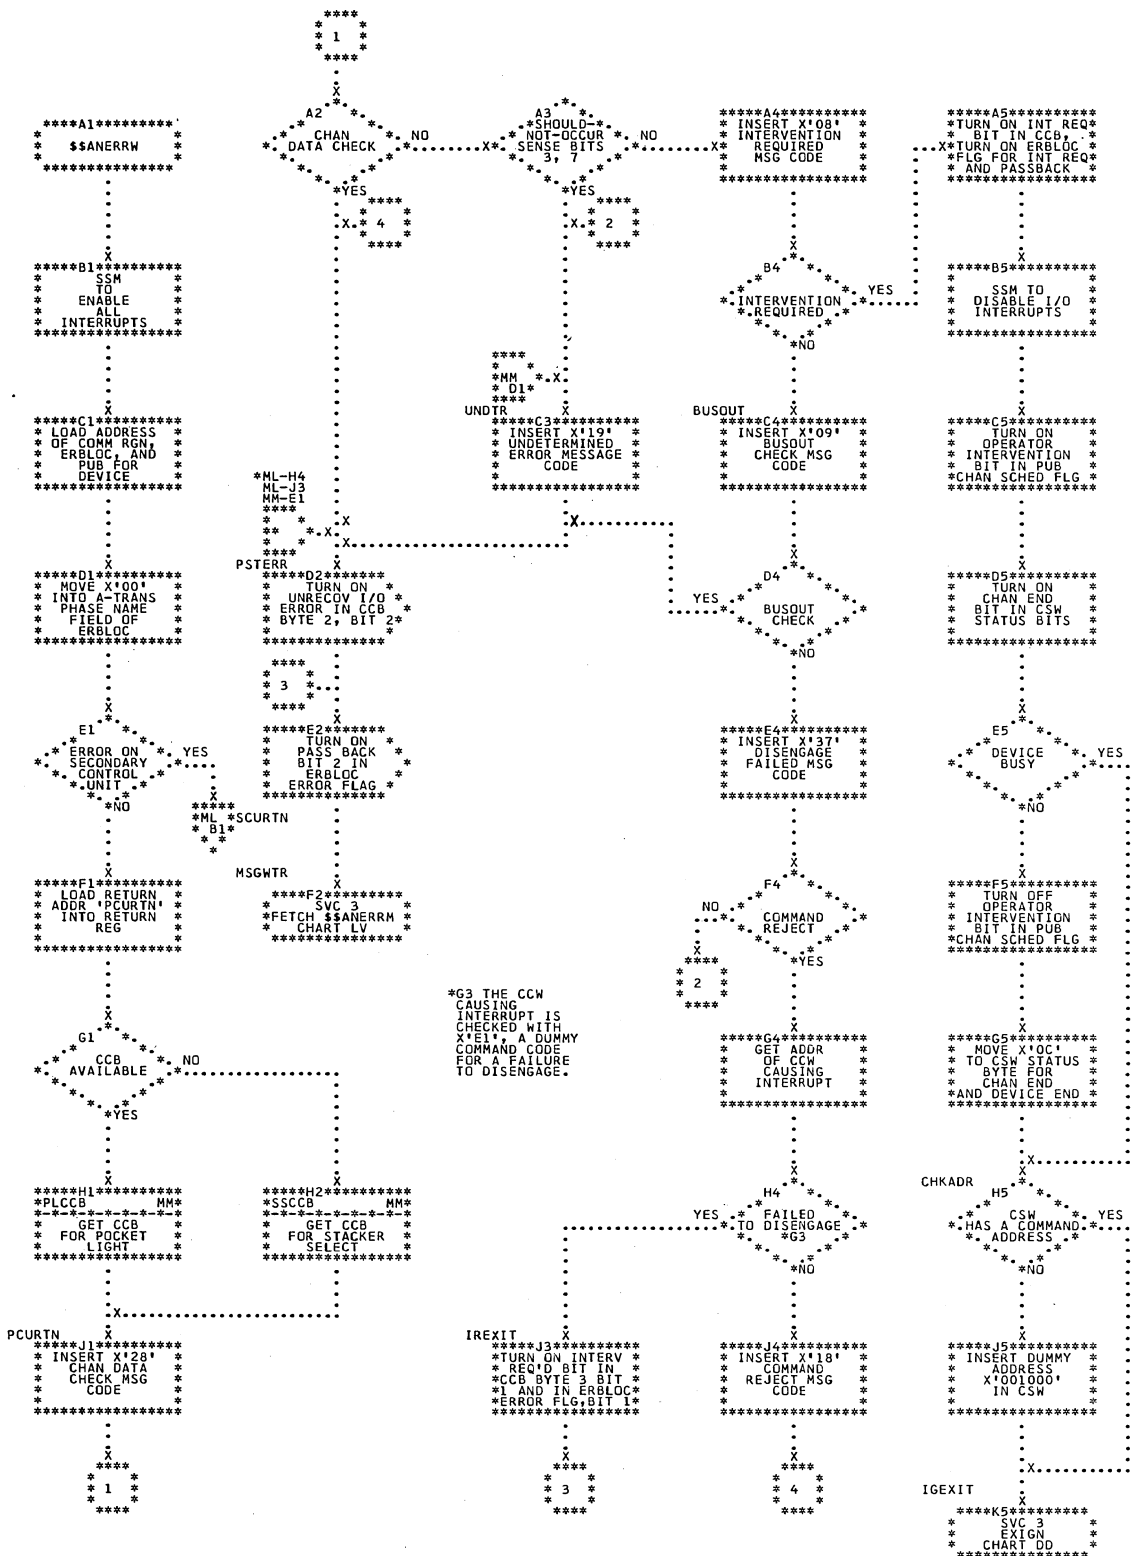 1
A1
$$ANERRW
B1
SSM
TO
ENABLE
ALL
INTERRUPTS
C1
LOAD ADDRESS
OF COMM RGN,
ERBLOC, AND
PUB FOR
DEVICE
D1
MOVE X'00'
INTO A-TRANS
PHASE NAME
FIELD OF
ERBLOC
E1
ERROR ON
SECONDARY
CONTROL
UNIT
YES
NO
*ML *SCURTN
B1*
F1
LOAD RETURN
ADDR 'PCURTN'
INTO RETURN
REG
G1
CCB
AVAILABLE
NO
YES
H1
*PLCCB MM*
GET CCB
FOR POCKET
LIGHT
PCURTN
J1
INSERT X'28'
CHAN DATA
CHECK MSG
CODE
1
A2
CHAN
DATA CHECK
NO
YES
4
*ML-H4
ML-J3
MM-E1
**
PSTERR
D2
TURN ON
UNRECOV I/O
ERROR IN CCB
BYTE 2, BIT 2*
3
E2
TURN ON
PASS BACK
BIT 2 IN
ERBLOC
ERROR FLAG
MSGWTR
F2
SVC 3
*FETCH $$ANERRM
CHART LV
H2
*SSCCB MM*
GET CCB
FOR STACKER
SELECT
A3
*SHOULD-
NOT-OCCUR
SENSE BITS
3, 7
NO
YES
2
*MM
D1
UNDTR
C3
INSERT X'19'
UNDETERMINED
ERROR MESSAGE
CODE
*G3 THE CCW
CAUSING
INTERRUPT IS
CHECKED WITH
X'E1', A DUMMY
COMMAND CODE
FOR A FAILURE
TO DISENGAGE.
IREXIT
J3
*TURN ON INTERV
REQ'D BIT IN
*CCB BYTE 3 BIT
*1 AND IN ERBLOC*
*ERROR FLG,BIT 1*
3
A4
INSERT X'08'
INTERVENTION
REQUIRED
MSG CODE
B4
INTERVENTION
REQUIRED
YES
NO
BUSOUT
C4
INSERT X'09'
BUSOUT
CHECK MSG
CODE
D4
YES
BUSOUT
CHECK
NO
E4
INSERT X'37'
DISENGAGE
FAILED MSG
CODE
F4
NO
COMMAND
REJECT
YES
2
G4
GET ADDR
OF CCW
CAUSING
INTERRUPT
H4
YES
FAILED
TO DISENGAGE
*G3
NO
J4
INSERT X'18'
COMMAND
REJECT MSG
CODE
4
A5
*TURN ON INT REQ
BIT IN CCB,
TURN ON ERBLOC
*FLG FOR INT REQ*
AND PASSBACK
B5
SSM TO
DISABLE I/O
INTERRUPTS
C5
TURN ON
OPERATOR
INTERVENTION
BIT IN PUB
*CHAN SCHED FLG
D5
TURN ON
CHAN END
BIT IN CSW
STATUS BITS
E5
DEVICE
BUSY
YES
NO
F5
TURN OFF
OPERATOR
INTERVENTION
BIT IN PUB
*CHAN SCHED FLG
G5
MOVE X'0C'
TO CSW STATUS
BYTE FOR
CHAN END
*AND DEVICE END
CHKADR
H5
CSW
HAS A COMMAND
ADDRESS
YES
NO
J5
INSERT DUMMY
ADDRESS
X'001000'
IN CSW
IGEXIT
K5
SVC 3
EXIGN
CHART DD